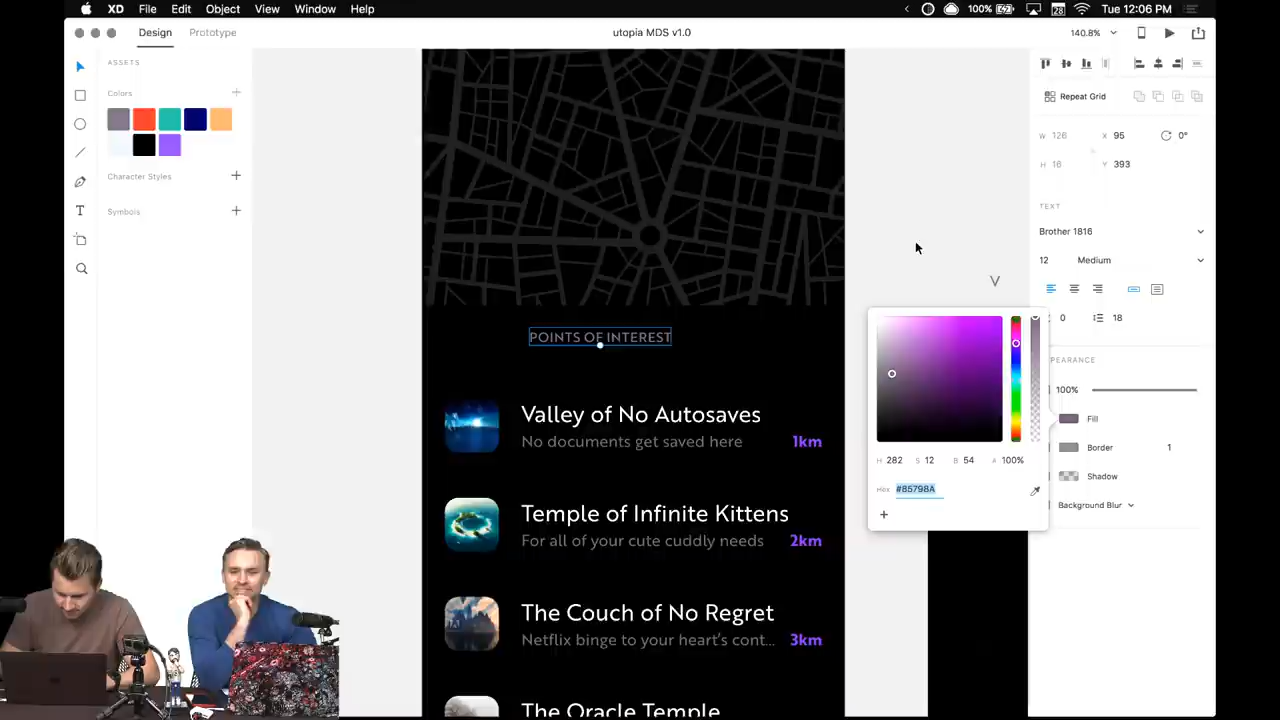 XD File Edit Object View Window Help
100% 28 Tue 12:06 PM
Design Prototype
utopia MDS v1.0
140.8%
ASSETS
Colors
Character Styles
Symbols
POINTS OF INTEREST
Valley of No Autosaves
No documents get saved here 1km
Temple of Infinite Kittens
For all of your cute cuddly needs 2km
The Couch of No Regret
Netflix binge to your heart's cont... 3km
The Oracle Temple
V
H 282 S 12 B 54 A 100%
Hex #85798A
Repeat Grid
W 126 X 95 0°
H 16 Y 393
TEXT
Brother 1816
12 Medium
0 18
PEARANCE
100%
Fill
Border 1
Shadow
Background Blur